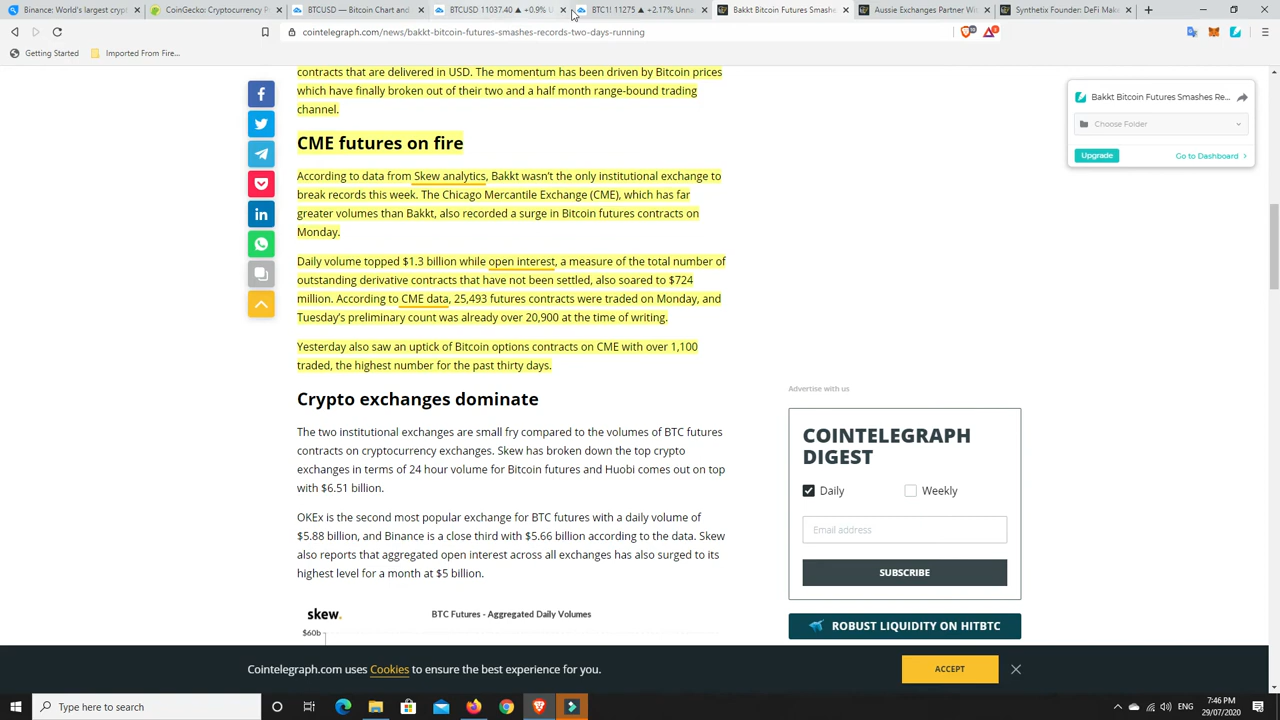 Binance: World's largest crypto
CoinGecko: Cryptocurrency P
BTCUSD — Bitcoin Chart and
BTCUSD 11037.40 ▲ +0.9% U
BTC1! 11275 ▲ +2.17% Unna
Bakkt Bitcoin Futures Smashe
Aussie Exchanges Partner Wit
Synthetix Founder: DeFi Make
cointelegraph.com/news/bakkt-bitcoin-futures-smashes-records-two-days-running
Getting Started
Imported From Fire...
contracts that are delivered in USD. The momentum has been driven by Bitcoin prices
which have finally broken out of their two and a half month range-bound trading
channel.
CME futures on fire
According to data from Skew analytics, Bakkt wasn't the only institutional exchange to
break records this week. The Chicago Mercantile Exchange (CME), which has far
greater volumes than Bakkt, also recorded a surge in Bitcoin futures contracts on
Monday.
Daily volume topped $1.3 billion while open interest, a measure of the total number of
outstanding derivative contracts that have not been settled, also soared to $724
million. According to CME data, 25,493 futures contracts were traded on Monday, and
Tuesday's preliminary count was already over 20,900 at the time of writing.
Yesterday also saw an uptick of Bitcoin options contracts on CME with over 1,100
traded, the highest number for the past thirty days.
Crypto exchanges dominate
The two institutional exchanges are small fry compared to the volumes of BTC futures
contracts on cryptocurrency exchanges. Skew has broken down the top crypto
exchanges in terms of 24 hour volume for Bitcoin futures and Huobi comes out on top
with $6.51 billion.
OKEx is the second most popular exchange for BTC futures with a daily volume of
$5.88 billion, and Binance is a close third with $5.66 billion according to the data. Skew
also reports that aggregated open interest across all exchanges has also surged to its
highest level for a month at $5 billion.
skew.
BTC Futures - Aggregated Daily Volumes
$60b
Bakkt Bitcoin Futures Smashes Re...
Choose Folder
Upgrade
Go to Dashboard
Advertise with us
COINTELEGRAPH
DIGEST
Daily
Weekly
Email address
SUBSCRIBE
ROBUST LIQUIDITY ON HITBTC
Cointelegraph.com uses Cookies to ensure the best experience for you.
ACCEPT
Type here to search
ENG
7:46 PM
29/07/2020